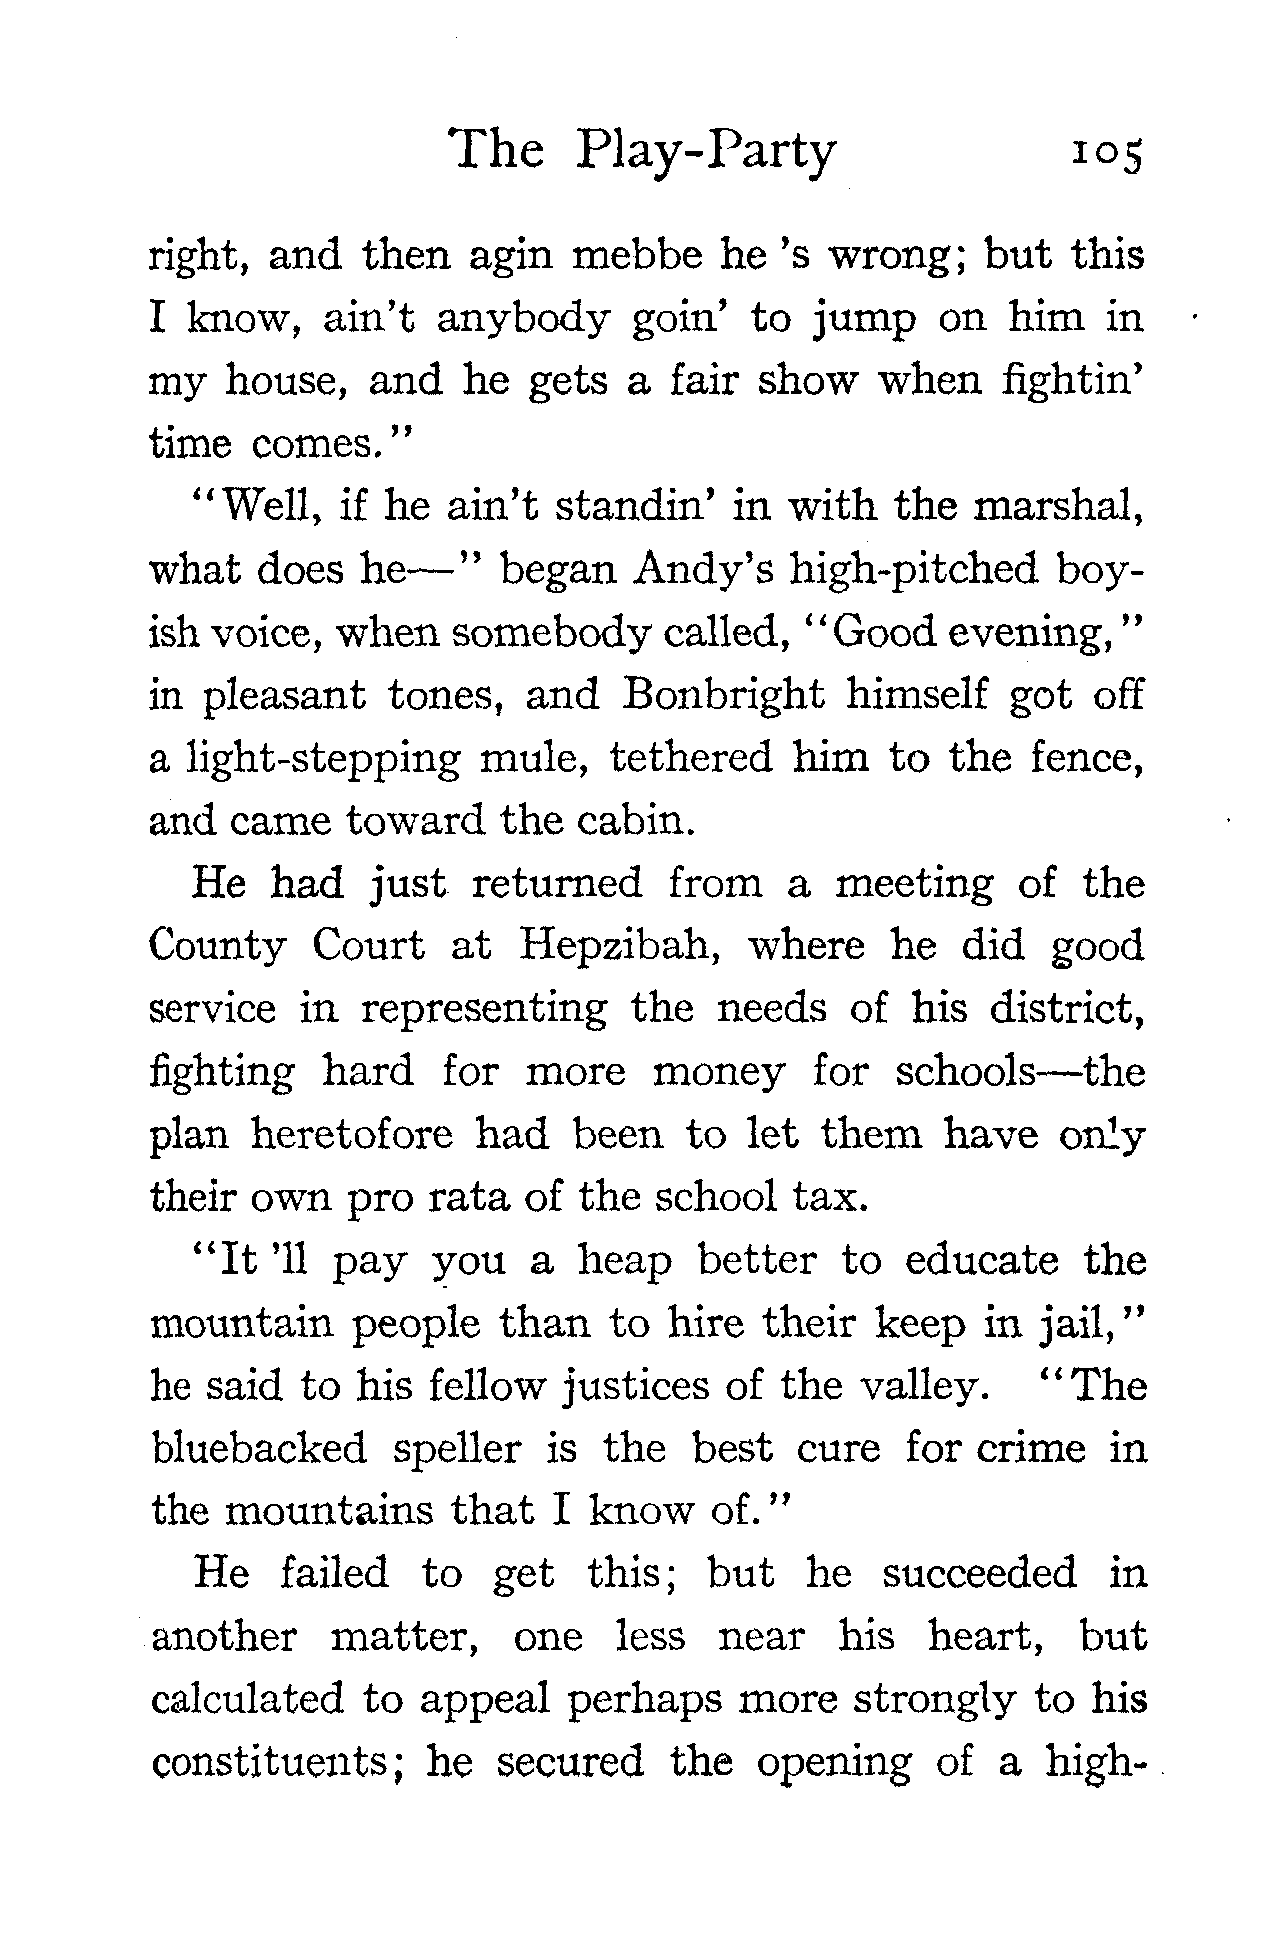 The Play-Party 105
right, and then agin mebbe he 's wrong; but this
I know, ain't anybody goin' to jump on him in
my house, and he gets a fair show when fightin'
time comes."
"Well, if he ain't standin' in with the marshal,
what does he—" began Andy's high-pitched boy-
ish voice, when somebody called, "Good evening,"
in pleasant tones, and Bonbright himself got off
a light-stepping mule, tethered him to the fence,
and came toward the cabin.
He had just returned from a meeting of the
County Court at Hepzibah, where he did good
service in representing the needs of his district,
fighting hard for more money for schools—the
plan heretofore had been to let them have only
their own pro rata of the school tax.
"It 'll pay you a heap better to educate the
mountain people than to hire their keep in jail,"
he said to his fellow justices of the valley. "The
bluebacked speller is the best cure for crime in
the mountains that I know of."
He failed to get this; but he succeeded in
another matter, one less near his heart, but
calculated to appeal perhaps more strongly to his
constituents; he secured the opening of a high-